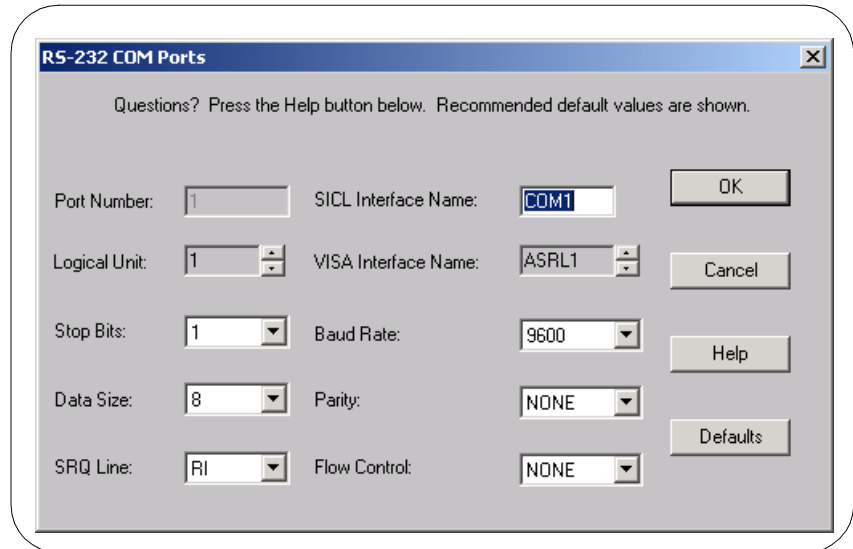 RS-232 COM Ports
Questions? Press the Help button below. Recommended default values are shown.
Port Number: 1 SICL Interface Name: COM1 OK
Logical Unit: 1 VISA Interface Name: ASRL1 Cancel
Stop Bits: 1 Baud Rate: 9600 Help
Data Size: 8 Parity: NONE Defaults
SRQ Line: RI Flow Control: NONE